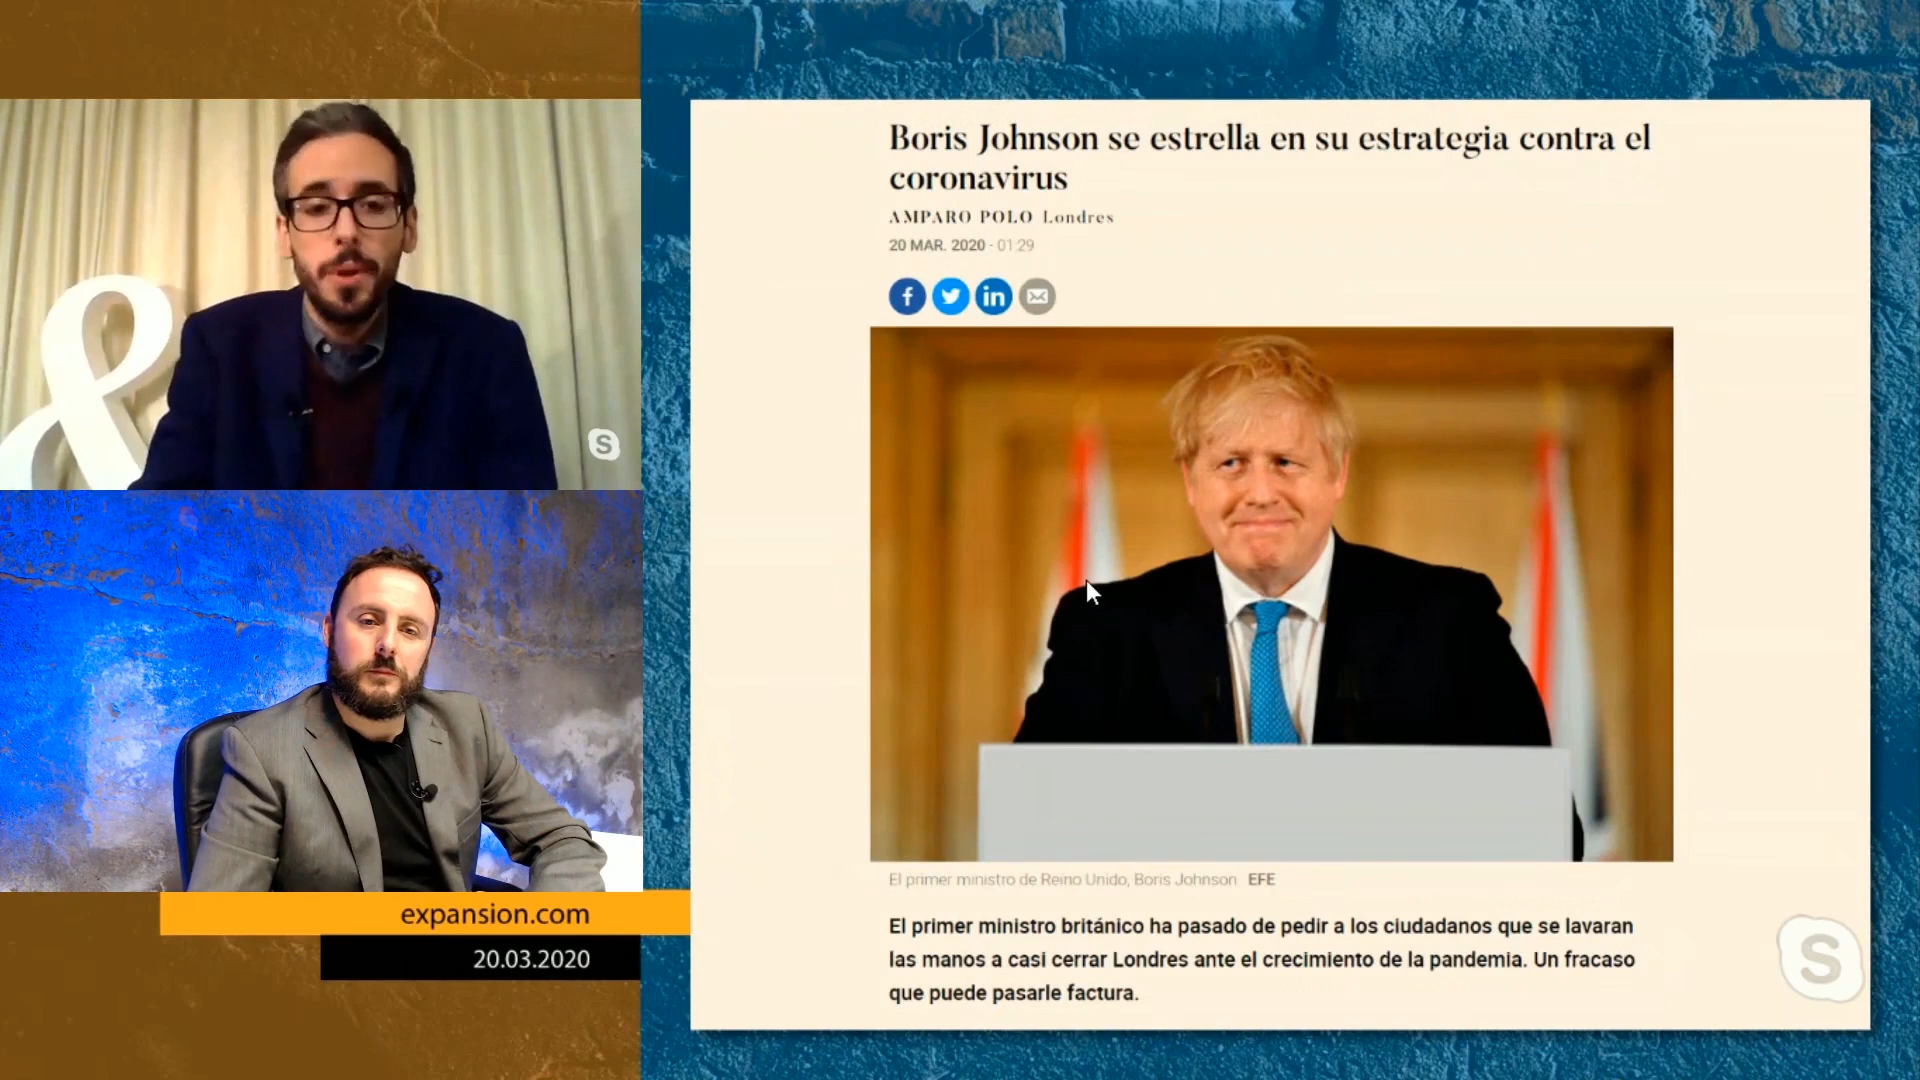 Boris Johnson se estrella en su estrategia contra el
coronavirus
AMPARO POLO Londres
20 MAR. 2020 - 01:29
El primer ministro de Reino Unido, Boris Johnson EFE
El primer ministro británico ha pasado de pedir a los ciudadanos que se lavaran
las manos a casi cerrar Londres ante el crecimiento de la pandemia. Un fracaso
que puede pasarle factura.
expansion.com
20.03.2020